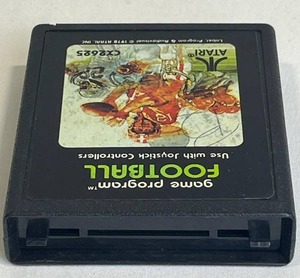 game program™
FOOTBALL
Use with Joystick Controllers
ATARI®
CX2625
Label, Program & Audiovisual © 1978 ATARI, INC.